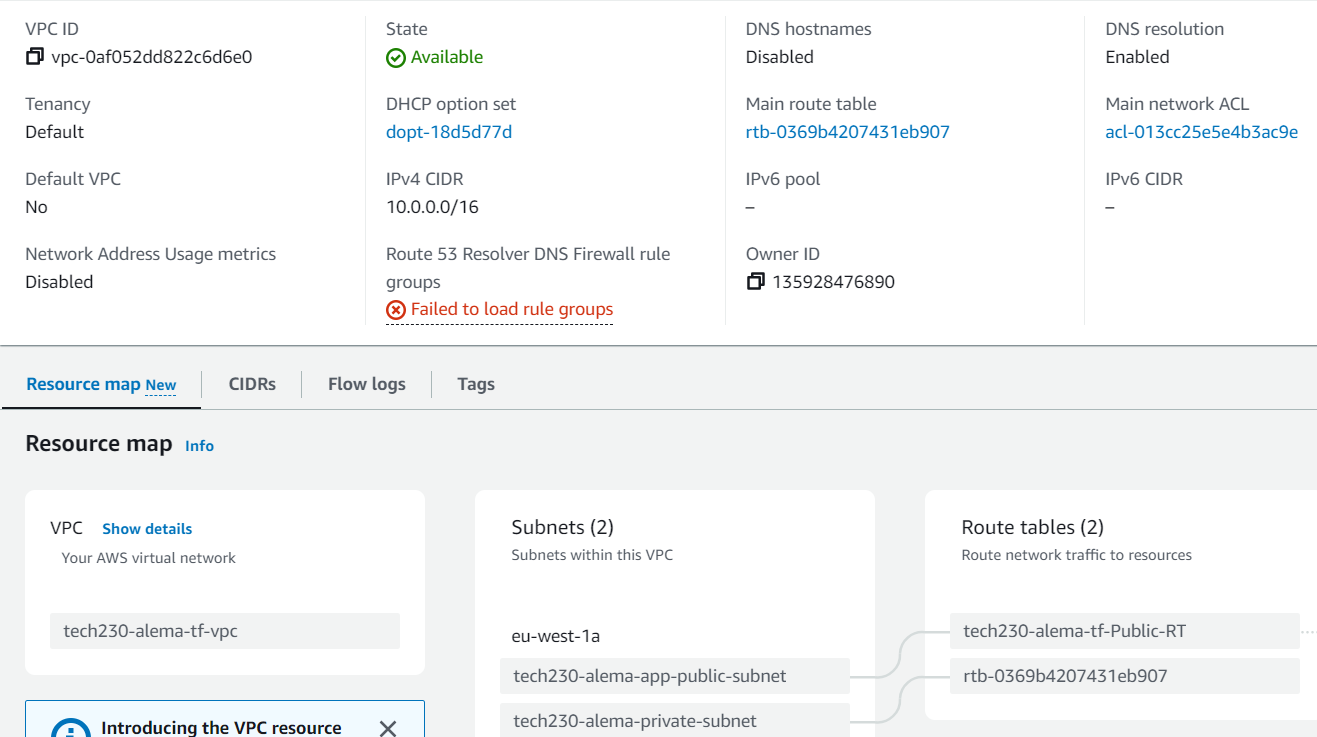 VPC ID
vpc-0af052dd822c6d6e0
State
Available
DNS hostnames
Disabled
DNS resolution
Enabled
Tenancy
Default
DHCP option set
dopt-18d5d77d
Main route table
rtb-0369b4207431eb907
Main network ACL
acl-013cc25e5e4b3ac9e
Default VPC
No
IPv4 CIDR
10.0.0.0/16
IPv6 pool
–
IPv6 CIDR
–
Network Address Usage metrics
Disabled
Route 53 Resolver DNS Firewall rule
groups
Failed to load rule groups
Owner ID
135928476890
Resource map New
CIDRs
Flow logs
Tags
Resource map Info
VPC Show details
Your AWS virtual network
tech230-alema-tf-vpc
Introducing the VPC resource
Subnets (2)
Subnets within this VPC
eu-west-1a
tech230-alema-app-public-subnet
tech230-alema-private-subnet
Route tables (2)
Route network traffic to resources
tech230-alema-tf-Public-RT
rtb-0369b4207431eb907